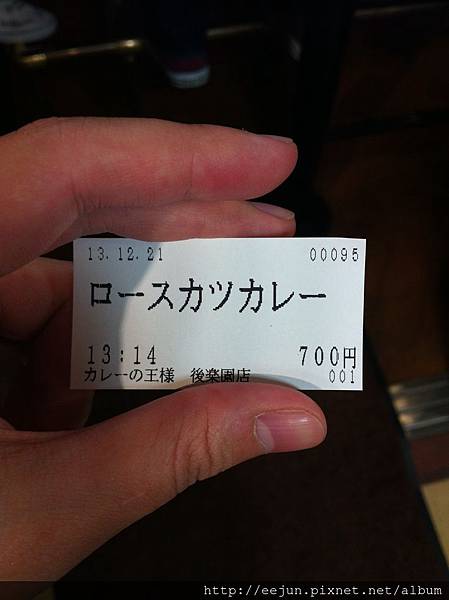 13.12.21 00095
ロースカツカレー
13:14 700円
カレーの王様 後楽園店 001
http://eejun.pixnet.net/album